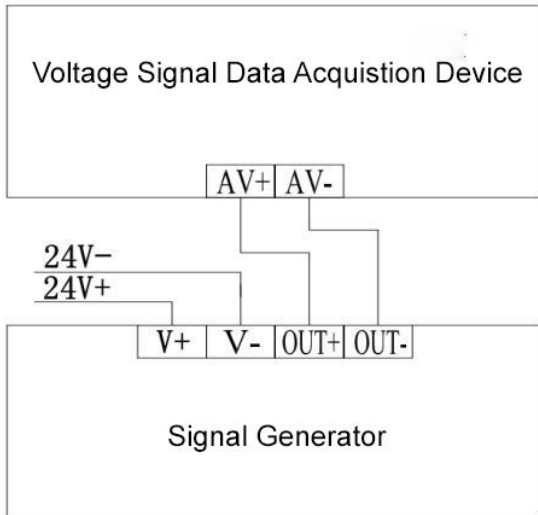 Voltage Signal Data Acquistion Device
AV+ AV-
24V-
24V+
V+ V- OUT+ OUT-
Signal Generator